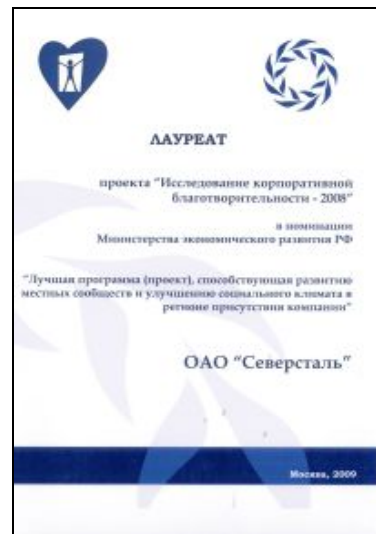 ЛАУРЕАТ
проекта "Исследование корпоративной
благотворительности - 2008"
в номинации
Министерства экономического развития РФ
"Лучшая программа (проект), способствующая развитию
местных сообществ и улучшению социального климата в
регионе присутствия компании"
ОАО "Северсталь"
Москва, 2009